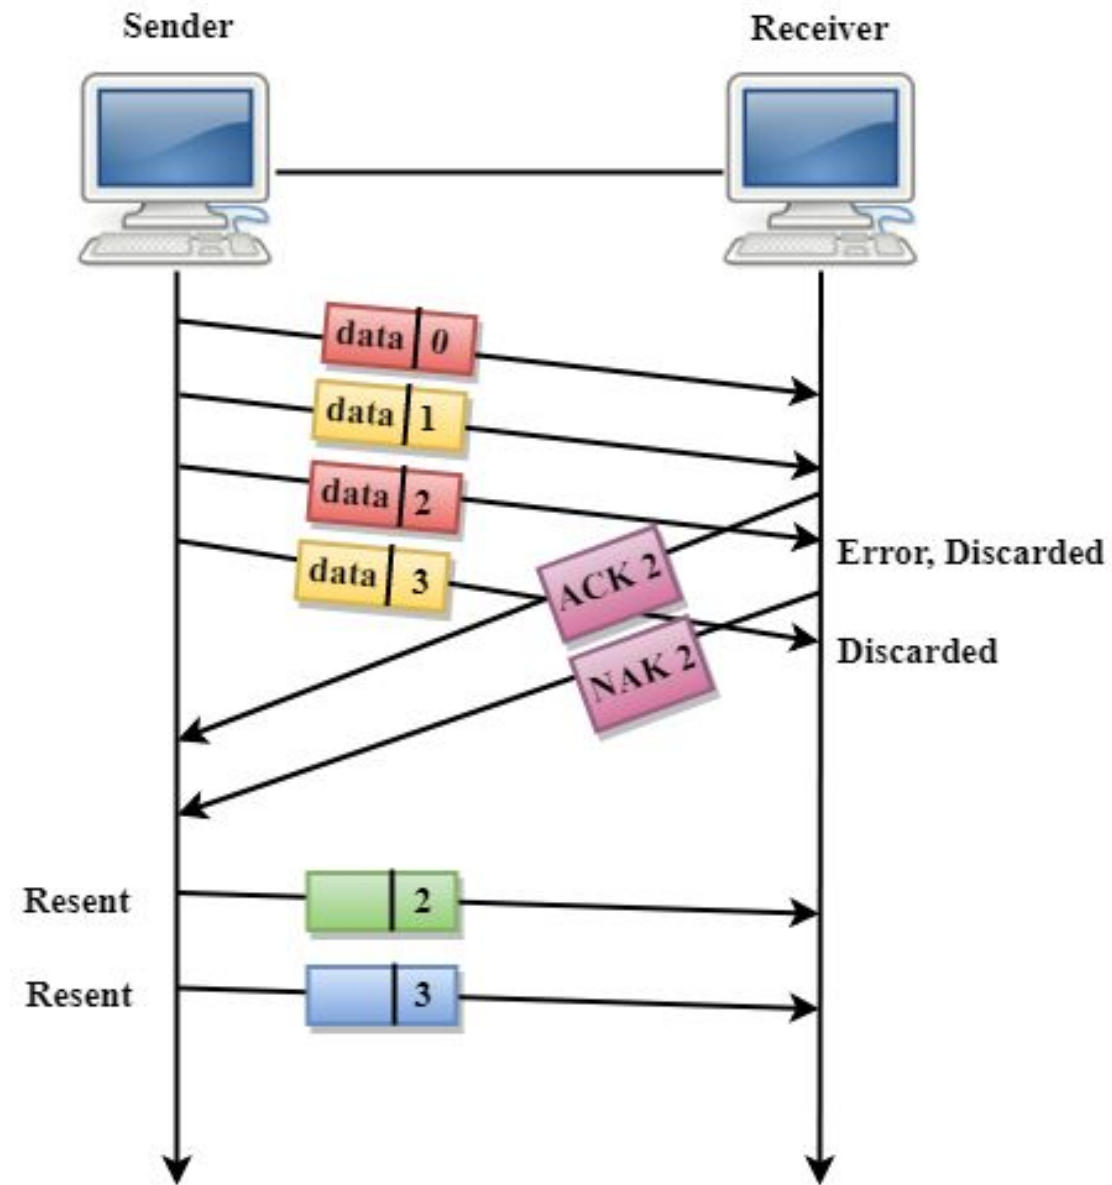 Sender
Receiver
data 0
data 1
data 2
data 3
ACK 2
Error, Discarded
NAK 2
Discarded
Resent
2
Resent
3